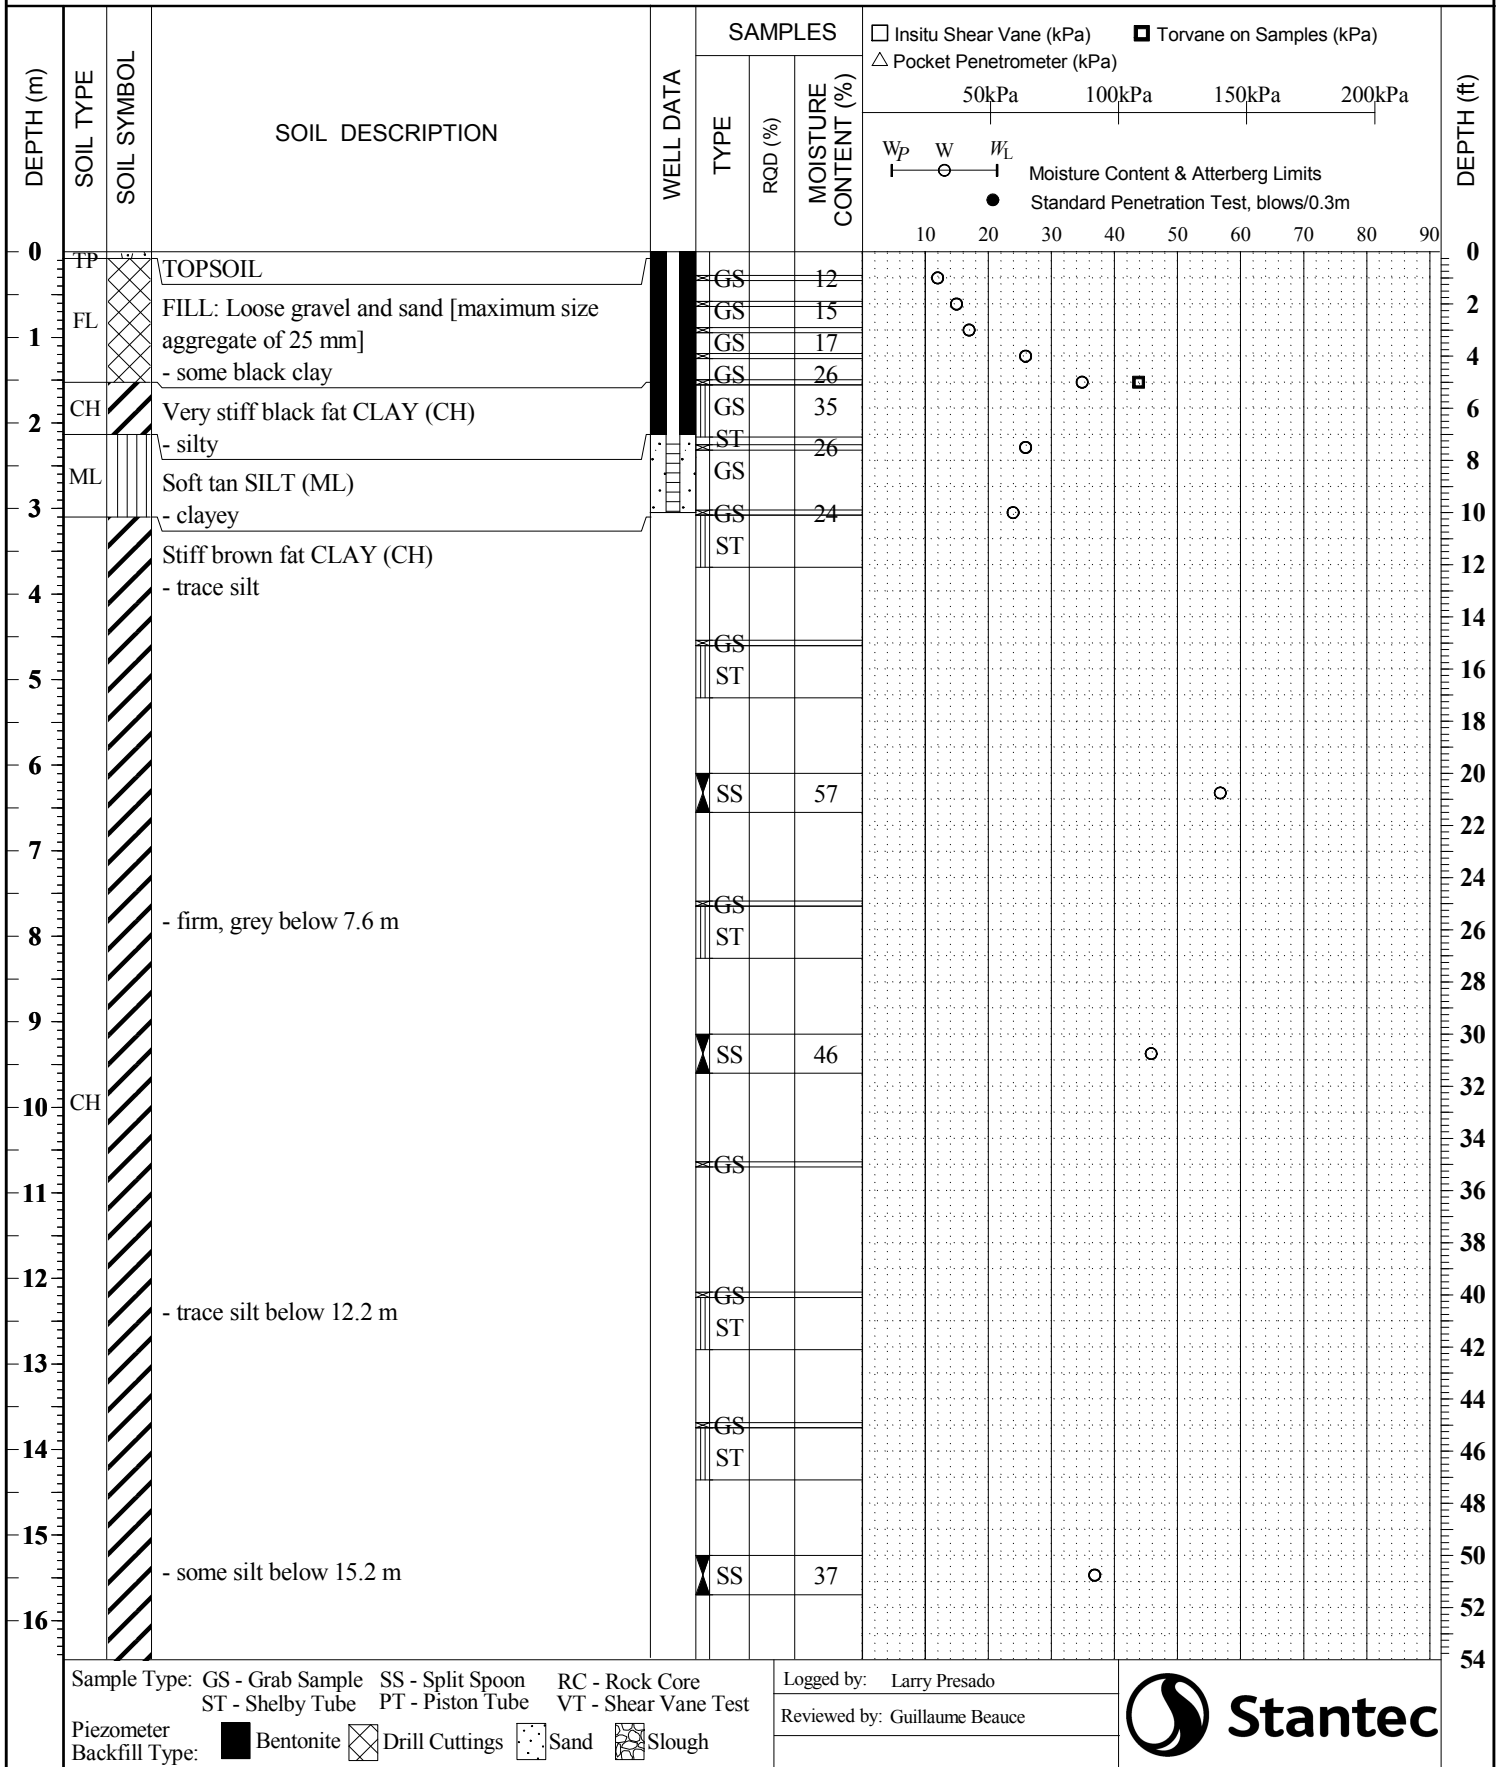 SAMPLES
Insitu Shear Vane (kPa) Torvane on Samples (kPa)
Pocket Penetrometer (kPa)
50kPa 100kPa 150kPa 200kPa
DEPTH (m)
SOIL TYPE
SOIL SYMBOL
SOIL DESCRIPTION
WELL DATA
TYPE
RQD (%)
MOISTURE CONTENT (%)
DEPTH (ft)
WP W WL
Moisture Content & Atterberg Limits
Standard Penetration Test, blows/0.3m
10 20 30 40 50 60 70 80 90
0 TP TOPSOIL 0
GS 12
FL FILL: Loose gravel and sand [maximum size GS 15 2
1 aggregate of 25 mm] GS 17
4
- some black clay GS 26
CH Very stiff black fat CLAY (CH) GS 35 6
2
- silty ST 26
8
ML Soft tan SILT (ML) GS
3 - clayey GS 24 10
Stiff brown fat CLAY (CH) ST
12
4 - trace silt
14
GS
5 ST 16
18
6 20
SS 57
22
7
24
GS
- firm, grey below 7.6 m
8 ST 26
28
9 30
SS 46
32
10 CH
34
GS
11 36
38
12
GS 40
- trace silt below 12.2 m
ST
42
13
44
GS
14 ST 46
48
15
50
- some silt below 15.2 m SS 37
16 52
54
Sample Type: GS - Grab Sample SS - Split Spoon RC - Rock Core
ST - Shelby Tube PT - Piston Tube VT - Shear Vane Test
Piezometer
Backfill Type: Bentonite Drill Cuttings Sand Slough
Logged by: Larry Presado
Reviewed by: Guillaume Beauce
Stantec